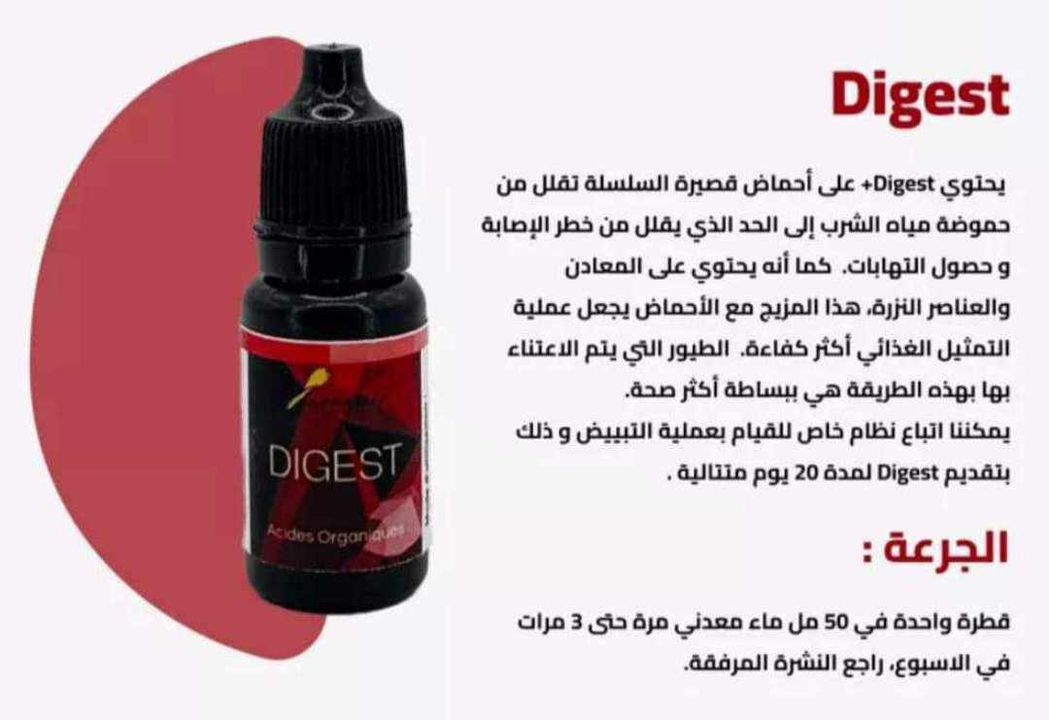 Digest
يحتوي Digest+ على أحماض قصيرة السلسلة تقلل من
حموضة مياه الشرب إلى الحد الذي يقلل من خطر الإصابة
و حصول التهابات. كما أنه يحتوي على المعادن
والعناصر النزرة، هذا المزيج مع الأحماض يجعل عملية
التمثيل الغذائي أكثر كفاءة. الطيور التي يتم الاعتناء
بها بهذه الطريقة هي ببساطة أكثر صحة.
يمكننا اتباع نظام خاص للقيام بعملية التبييض و ذلك
بتقديم Digest لمدة 20 يوم متتالية .
الجرعة :
قطرة واحدة في 50 مل ماء معدني مرة حتى 3 مرات
في الاسبوع، راجع النشرة المرفقة.
DIGEST
Acides Organiques